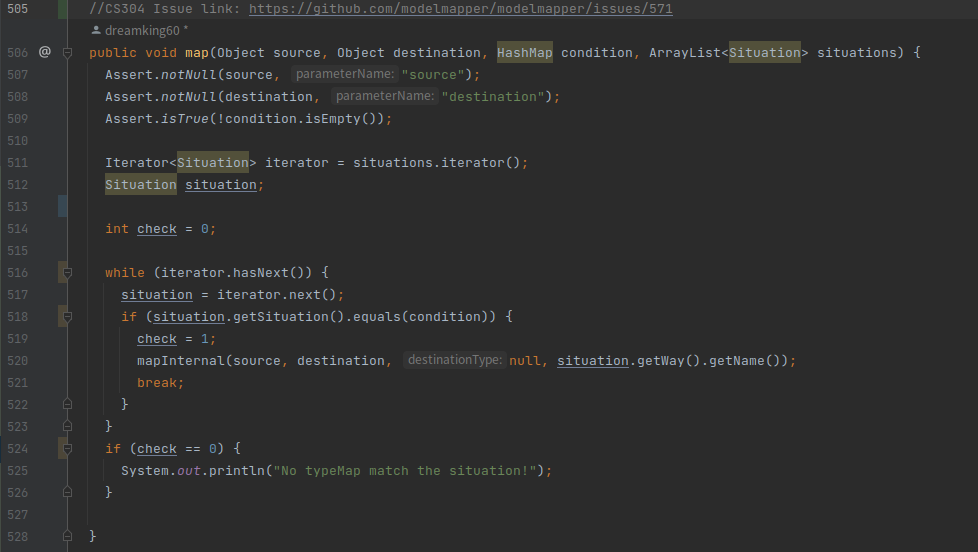 505 //CS304 Issue link: https://github.com/modelmapper/modelmapper/issues/571
dreamking60 *
506 @ public void map(Object source, Object destination, HashMap condition, ArrayList<Situation> situations) {
507 Assert.notNull(source, parameterName: "source");
508 Assert.notNull(destination, parameterName: "destination");
509 Assert.isTrue(!condition.isEmpty());
510
511 Iterator<Situation> iterator = situations.iterator();
512 Situation situation;
513
514 int check = 0;
515
516 while (iterator.hasNext()) {
517 situation = iterator.next();
518 if (situation.getSituation().equals(condition)) {
519 check = 1;
520 mapInternal(source, destination, destinationType: null, situation.getWay().getName());
521 break;
522 }
523 }
524 if (check == 0) {
525 System.out.println("No typeMap match the situation!");
526 }
527
528 }